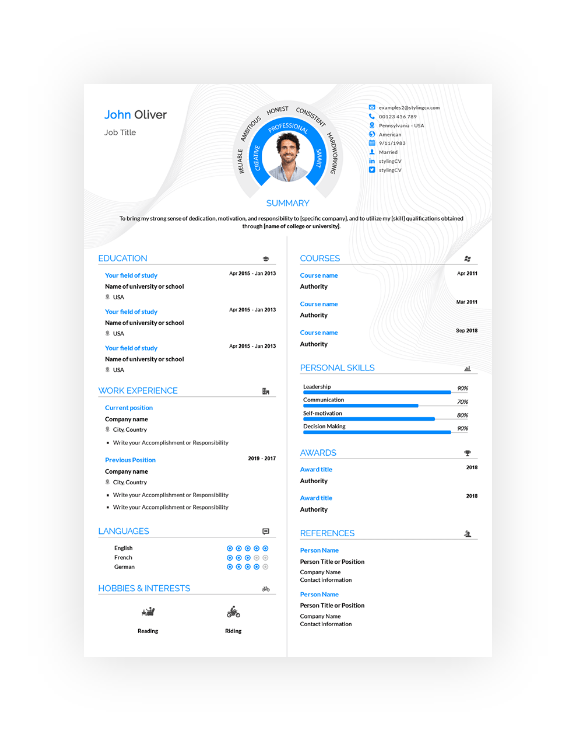 John Oliver
Job Title
RELIABLE AMBITIOUS HONEST CONSISTENT HARDWORKING
CREATIVE PROFESSIONAL SMART
examples2@stylingcv.com
00123 456 789
Pennsylvania - USA
American
9/11/1983
Married
stylingCV
stylingCV
SUMMARY
To bring my strong sense of dedication, motivation, and responsibility to [specific company], and to utilize my [skill] qualifications obtained
through [name of college or university].
EDUCATION
Your field of study Apr 2015 - Jan 2013
Name of university or school
USA
Your field of study Apr 2015 - Jan 2013
Name of university or school
USA
Your field of study Apr 2015 - Jan 2013
Name of university or school
USA
WORK EXPERIENCE
Current position
Company name
City, Country
• Write your Accomplishment or Responsibility
Previous Position 2018 - 2017
Company name
City, Country
• Write your Accomplishment or Responsibility
• Write your Accomplishment or Responsibility
LANGUAGES
English
French
German
HOBBIES & INTERESTS
Reading Riding
COURSES
Course name Apr 2011
Authority
Course name Mar 2011
Authority
Course name Sep 2018
Authority
PERSONAL SKILLS
Leadership 90%
Communication 70%
Self-motivation 80%
Decision Making 90%
AWARDS
Award title 2018
Authority
Award title 2018
Authority
REFERENCES
Person Name
Person Title or Position
Company Name
Contact information
Person Name
Person Title or Position
Company Name
Contact information